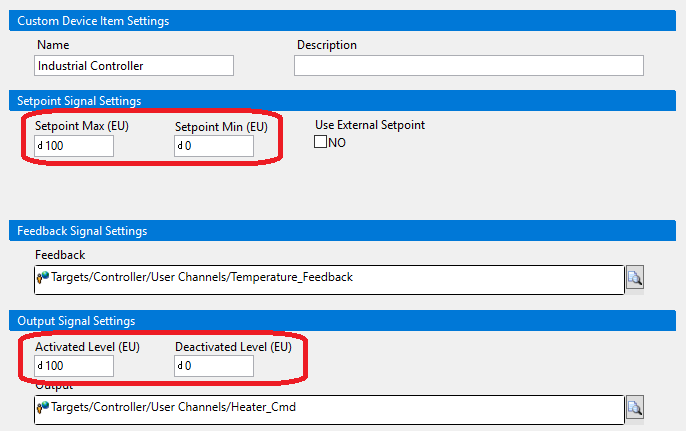 Custom Device Item Settings
Name Description
Industrial Controller
Setpoint Signal Settings
Setpoint Max (EU) Setpoint Min (EU) Use External Setpoint
d 100 d 0 NO
Feedback Signal Settings
Feedback
Targets/Controller/User Channels/Temperature_Feedback
Output Signal Settings
Activated Level (EU) Deactivated Level (EU)
d 100 d 0
Output
Targets/Controller/User Channels/Heater_Cmd